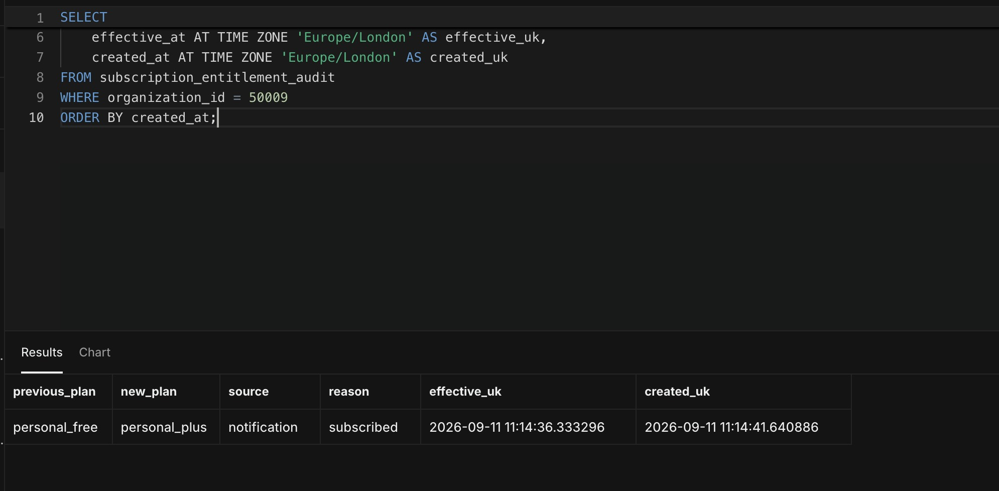 1 SELECT
6 effective_at AT TIME ZONE 'Europe/London' AS effective_uk,
7 created_at AT TIME ZONE 'Europe/London' AS created_uk
8 FROM subscription_entitlement_audit
9 WHERE organization_id = 50009
10 ORDER BY created_at;
Results Chart
previous_plan new_plan source reason effective_uk created_uk
personal_free personal_plus notification subscribed 2026-09-11 11:14:36.333296 2026-09-11 11:14:41.640886